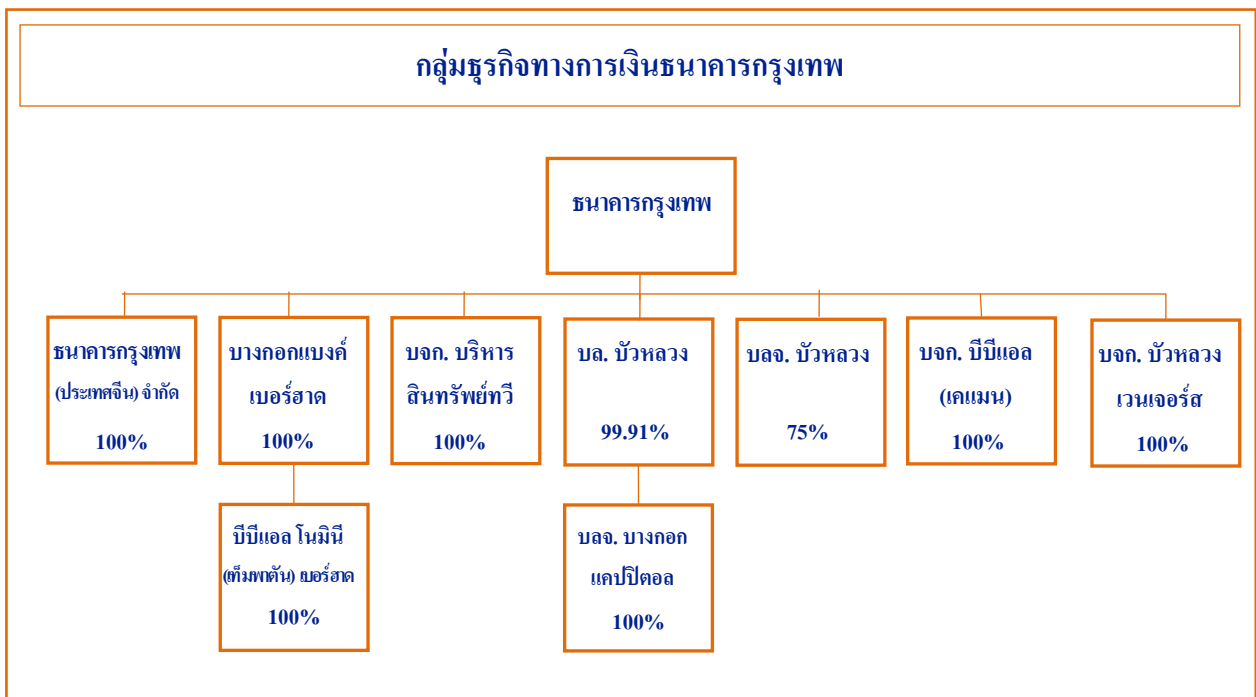 กลุ่มธุรกิจทางการเงินธนาคารกรุงเทพ
ธนาคารกรุงเทพ
ธนาคารกรุงเทพ
(ประเทศจีน) จำกัด
100%
บางกอกแบงค์
เบอร์ฮาด
100%
บจก. บริหาร
สินทรัพย์ทวี
100%
บล. บัวหลวง
99.91%
บลจ. บัวหลวง
75%
บจก. บีบีแอล
(เคแมน)
100%
บจก. บัวหลวง
เวนเจอร์ส
100%
บีบีแอล โนมินี
(เท็มพาตัน) เบอร์ฮาด
100%
บลจ. บางกอก
แคปปิตอล
100%